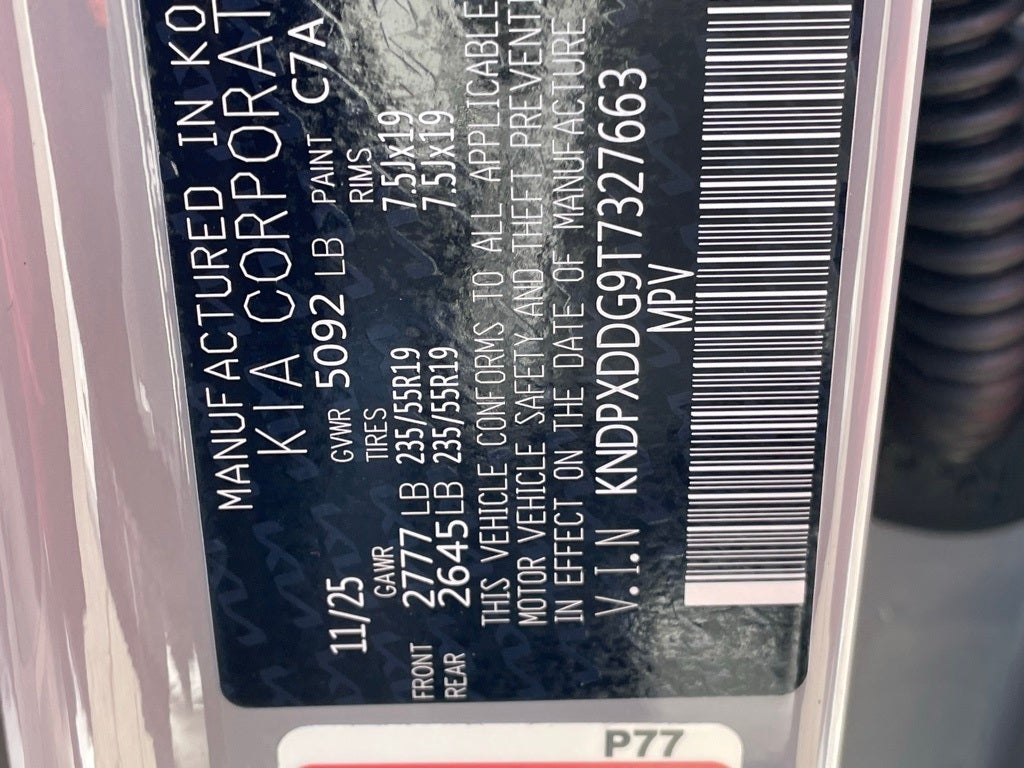 MANUFACTURED IN KO
KIA CORPORAT
11/25 GVWR 5092 LB PAINT C7A
GAWR TIRES RIMS
FRONT 2777 LB 235/55R19 7.5JX19
REAR 2645 LB 235/55R19 7.5JX19
THIS VEHICLE CONFORMS TO ALL APPLICABLE
MOTOR VEHICLE SAFETY AND THEFT PREVENTI
IN EFFECT ON THE DATE OF MANUFACTURE
V.I.N KNDPXDDG9T7327663
MPV
P77